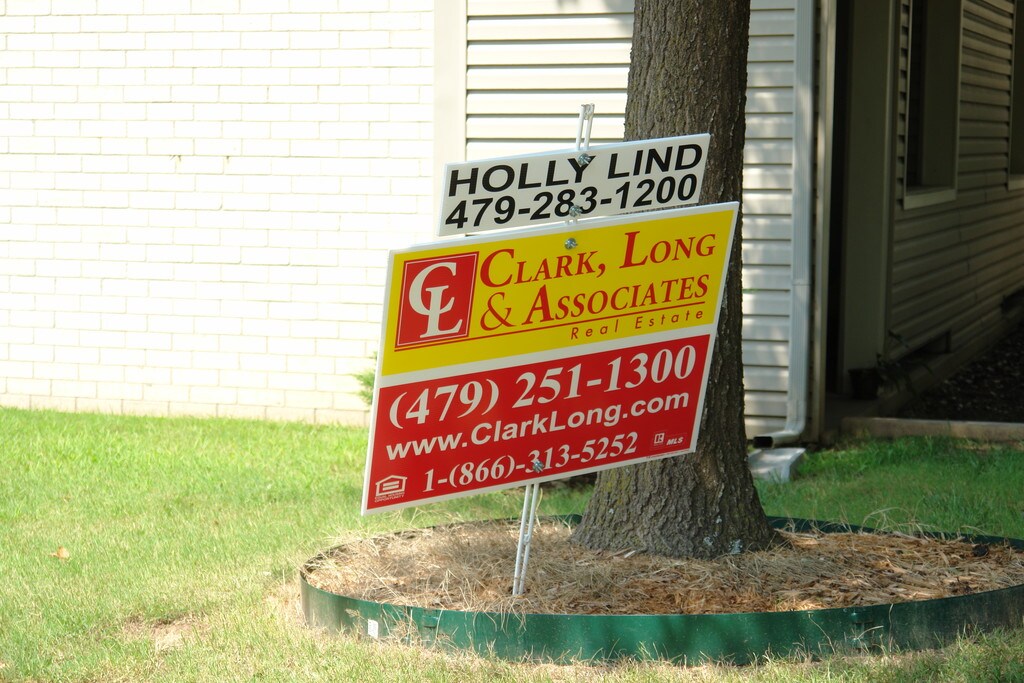 HOLLY LIND
479-283-1200
CL
CLARK, LONG
& ASSOCIATES
Real Estate
(479) 251-1300
www.ClarkLong.com
1-(866)-313-5252
MLS